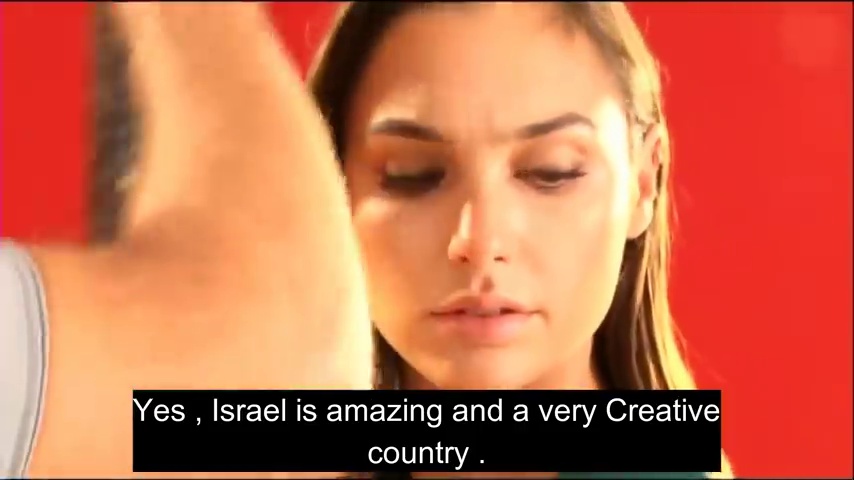 Yes , Israel is amazing and a very Creative
country .